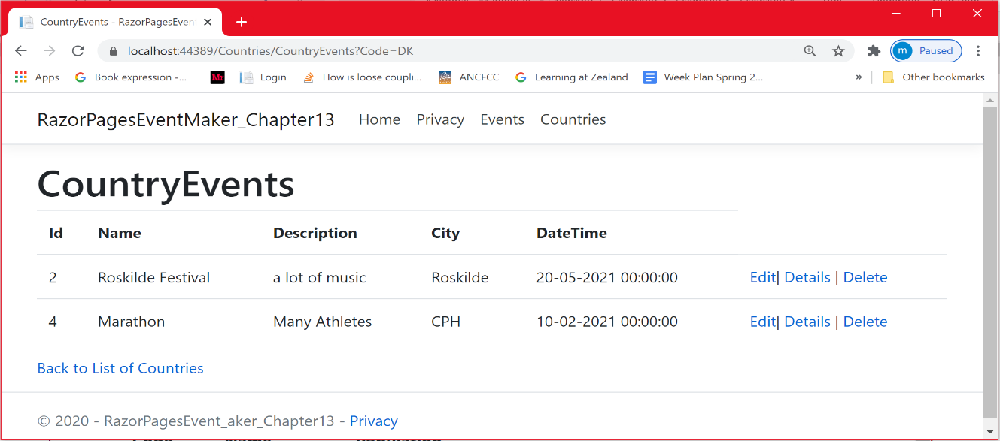 CountryEvents - RazorPagesEvent
localhost:44389/Countries/CountryEvents?Code=DK
m Paused
Apps Book expression -... Mr Login How is loose coupli... ANCFCC Learning at Zealand Week Plan Spring 2... » Other bookmarks
RazorPagesEventMaker_Chapter13 Home Privacy Events Countries
CountryEvents
Id Name Description City DateTime
2 Roskilde Festival a lot of music Roskilde 20-05-2021 00:00:00 Edit| Details | Delete
4 Marathon Many Athletes CPH 10-02-2021 00:00:00 Edit| Details | Delete
Back to List of Countries
© 2020 - RazorPagesEvent_aker_Chapter13 - Privacy